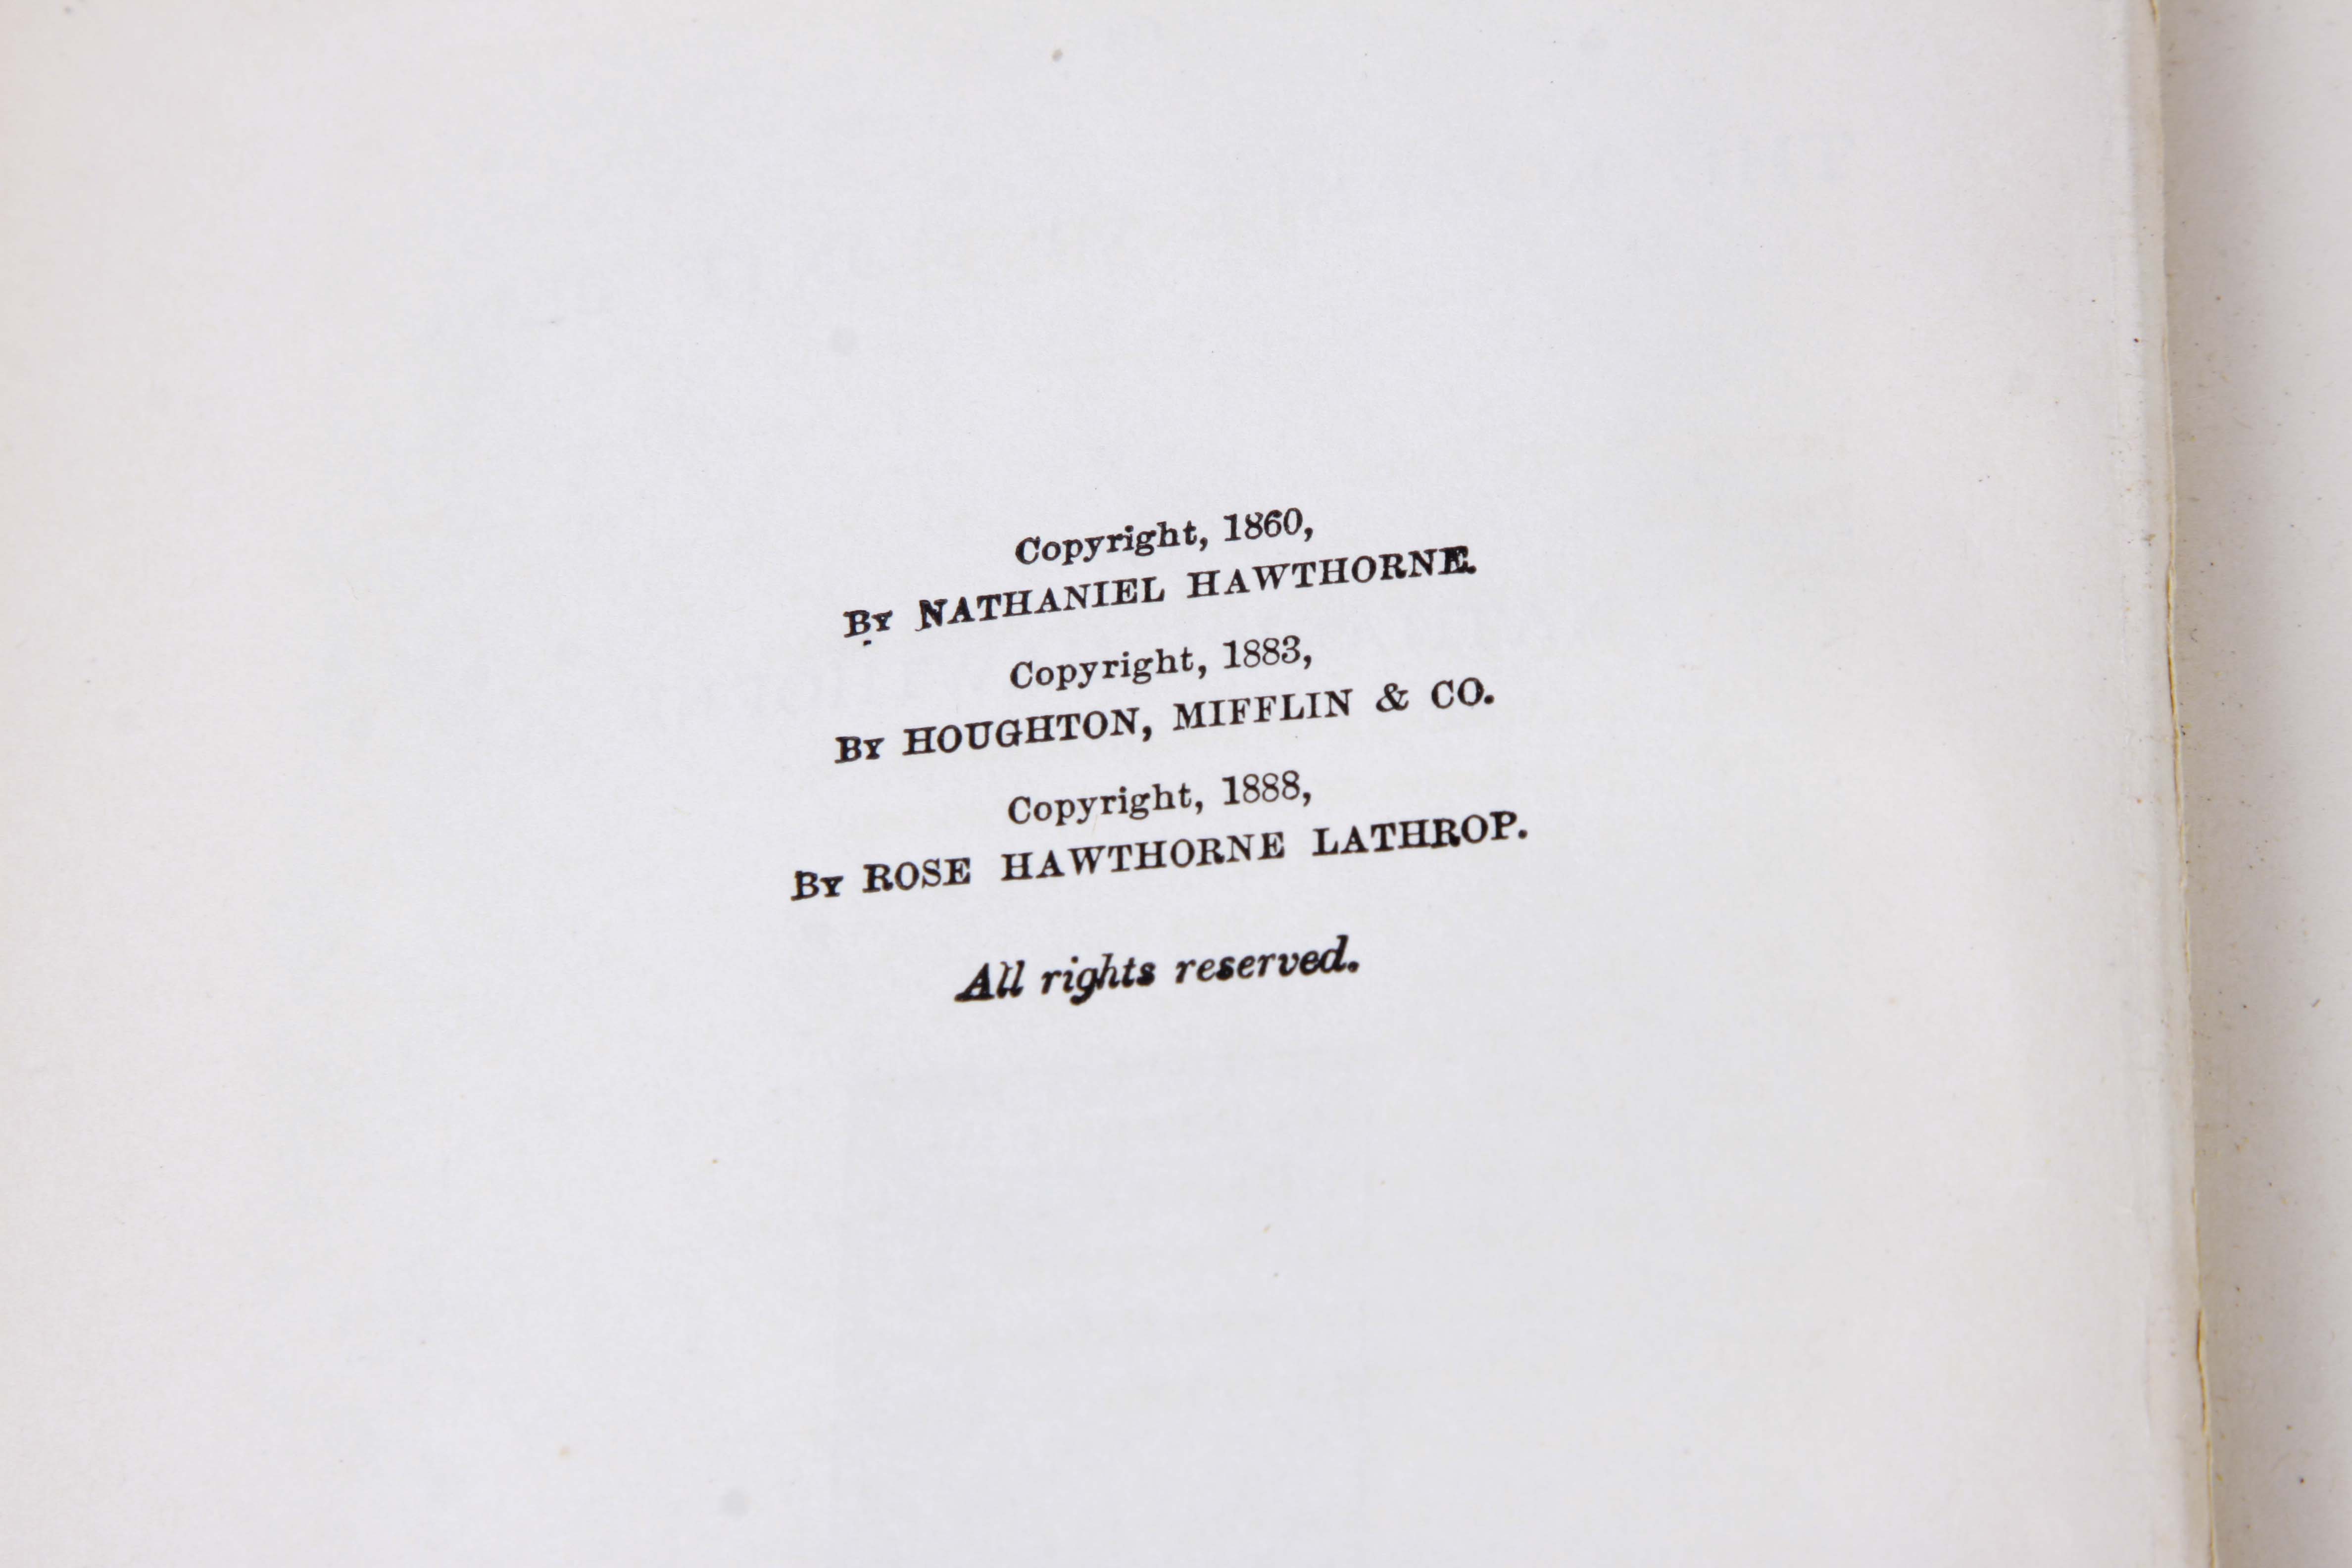 Copyright, 1860,
By NATHANIEL HAWTHORNE.
Copyright, 1883,
By HOUGHTON, MIFFLIN & CO.
Copyright, 1888,
By ROSE HAWTHORNE LATHROP.
All rights reserved.